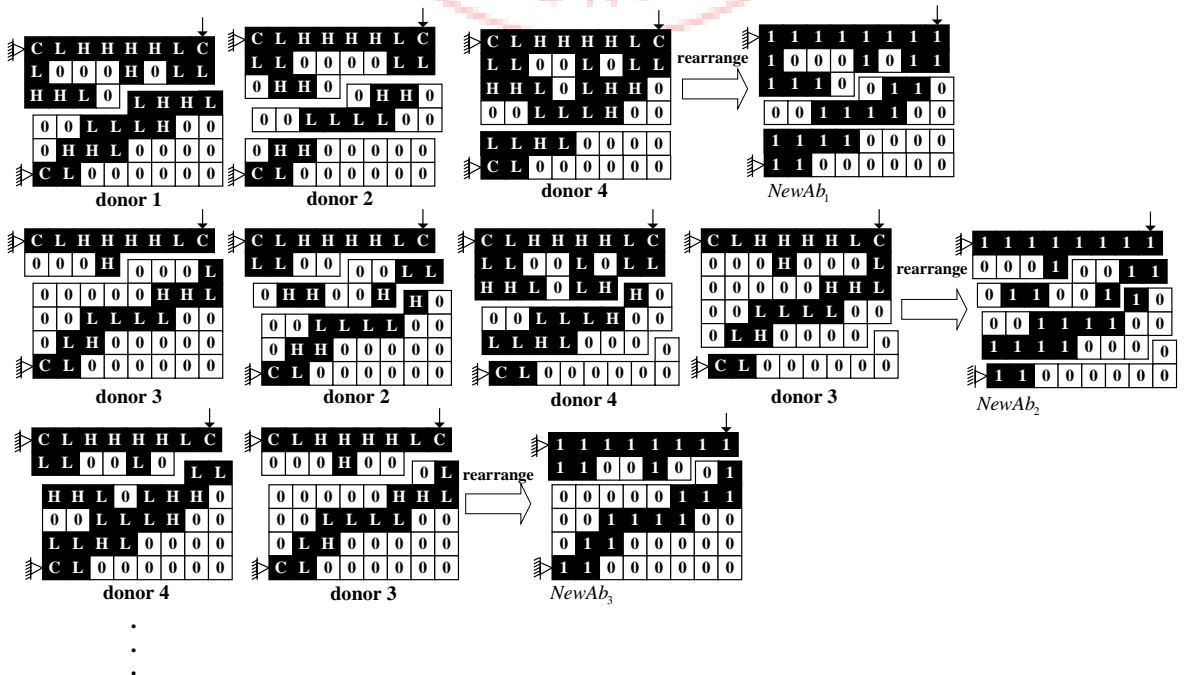 C L H H H H L C
L 0 0 0 H 0 L L
H H L 0 L H H L
0 0 L L L H 0 0
0 H H L 0 0 0 0
C L 0 0 0 0 0 0
donor 1
C L H H H H L C
L L 0 0 0 0 L L
0 H H 0 0 H H 0
0 0 L L L L 0 0
0 H H 0 0 0 0 0
C L 0 0 0 0 0 0
donor 2
C L H H H H L C
L L 0 0 L 0 L L
H H L 0 L H H 0
0 0 L L L H 0 0
L L H L 0 0 0 0
C L 0 0 0 0 0 0
donor 4
rearrange
1 1 1 1 1 1 1 1
1 0 0 0 1 0 1 1
1 1 1 0 0 1 1 0
0 0 1 1 1 1 0 0
1 1 1 1 0 0 0 0
1 1 0 0 0 0 0 0
NewAb₁
C L H H H H L C
0 0 0 H 0 0 0 L
0 0 0 0 0 H H L
0 0 L L L L 0 0
0 L H 0 0 0 0 0
C L 0 0 0 0 0 0
donor 3
C L H H H H L C
L L 0 0 0 0 L L
0 H H 0 0 H H 0
0 0 L L L L 0 0
0 H H 0 0 0 0 0
C L 0 0 0 0 0 0
donor 2
C L H H H H L C
L L 0 0 L 0 L L
H H L 0 L H H 0
0 0 L L L H 0 0
L L H L 0 0 0 0
C L 0 0 0 0 0 0
donor 4
C L H H H H L C
0 0 0 H 0 0 0 L
0 0 0 0 0 H H L
0 0 L L L L 0 0
0 L H 0 0 0 0 0
C L 0 0 0 0 0 0
donor 3
rearrange
1 1 1 1 1 1 1 1
0 0 0 1 0 0 1 1
0 1 1 0 0 1 1 0
0 0 1 1 1 1 0 0
1 1 1 1 0 0 0 0
1 1 0 0 0 0 0 0
NewAb₂
C L H H H H L C
L L 0 0 L 0 L L
H H L 0 L H H 0
0 0 L L L H 0 0
L L H L 0 0 0 0
C L 0 0 0 0 0 0
donor 4
C L H H H H L C
0 0 0 H 0 0 0 L
0 0 0 0 0 H H L
0 0 L L L L 0 0
0 L H 0 0 0 0 0
C L 0 0 0 0 0 0
donor 3
rearrange
1 1 1 1 1 1 1 1
1 1 0 0 1 0 0 1
0 0 0 0 0 1 1 1
0 0 1 1 1 1 0 0
0 1 1 0 0 0 0 0
1 1 0 0 0 0 0 0
NewAb₃
.
.
.